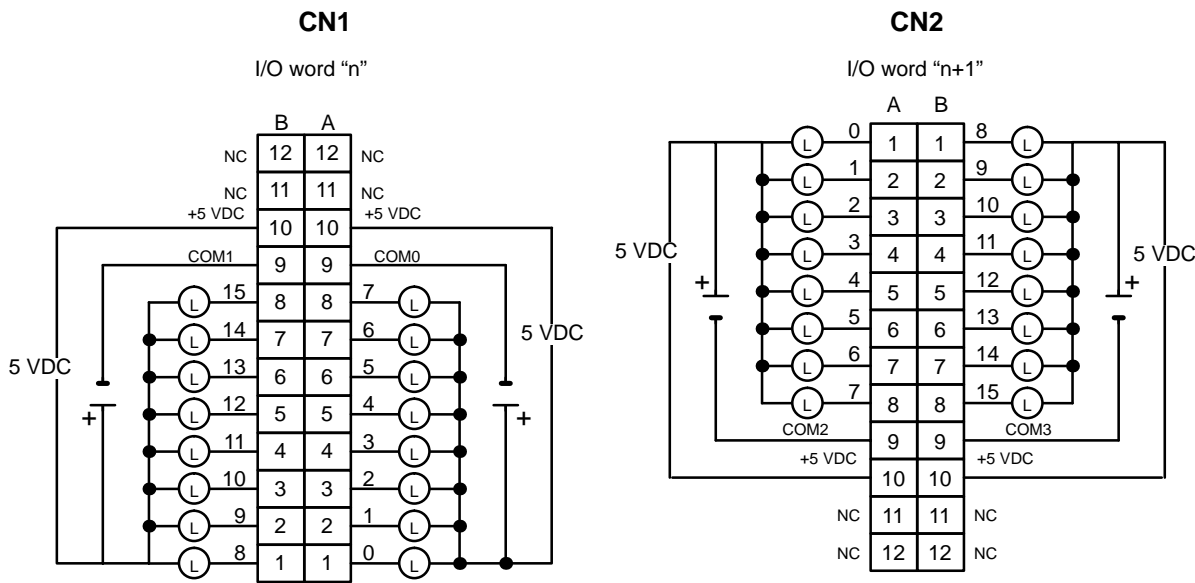 CN1
I/O word “n”
B A
NC 12 12 NC
NC 11 11 NC
+5 VDC 10 10 +5 VDC
COM1 9 9 COM0
L 15 8 8 7 L
L 14 7 7 6 L
5 VDC 5 VDC
L 13 6 6 5 L
+ L 12 5 5 4 L +
L 11 4 4 3 L
L 10 3 3 2 L
L 9 2 2 1 L
L 8 1 1 0 L
CN2
I/O word “n+1”
A B
L 0 1 1 8 L
L 1 2 2 9 L
L 2 3 3 10 L
5 VDC L 3 4 4 11 L 5 VDC
+ L 4 5 5 12 L +
L 5 6 6 13 L
L 6 7 7 14 L
L 7 8 8 15 L
COM2 9 9 COM3
+5 VDC 10 10 +5 VDC
NC 11 11 NC
NC 12 12 NC